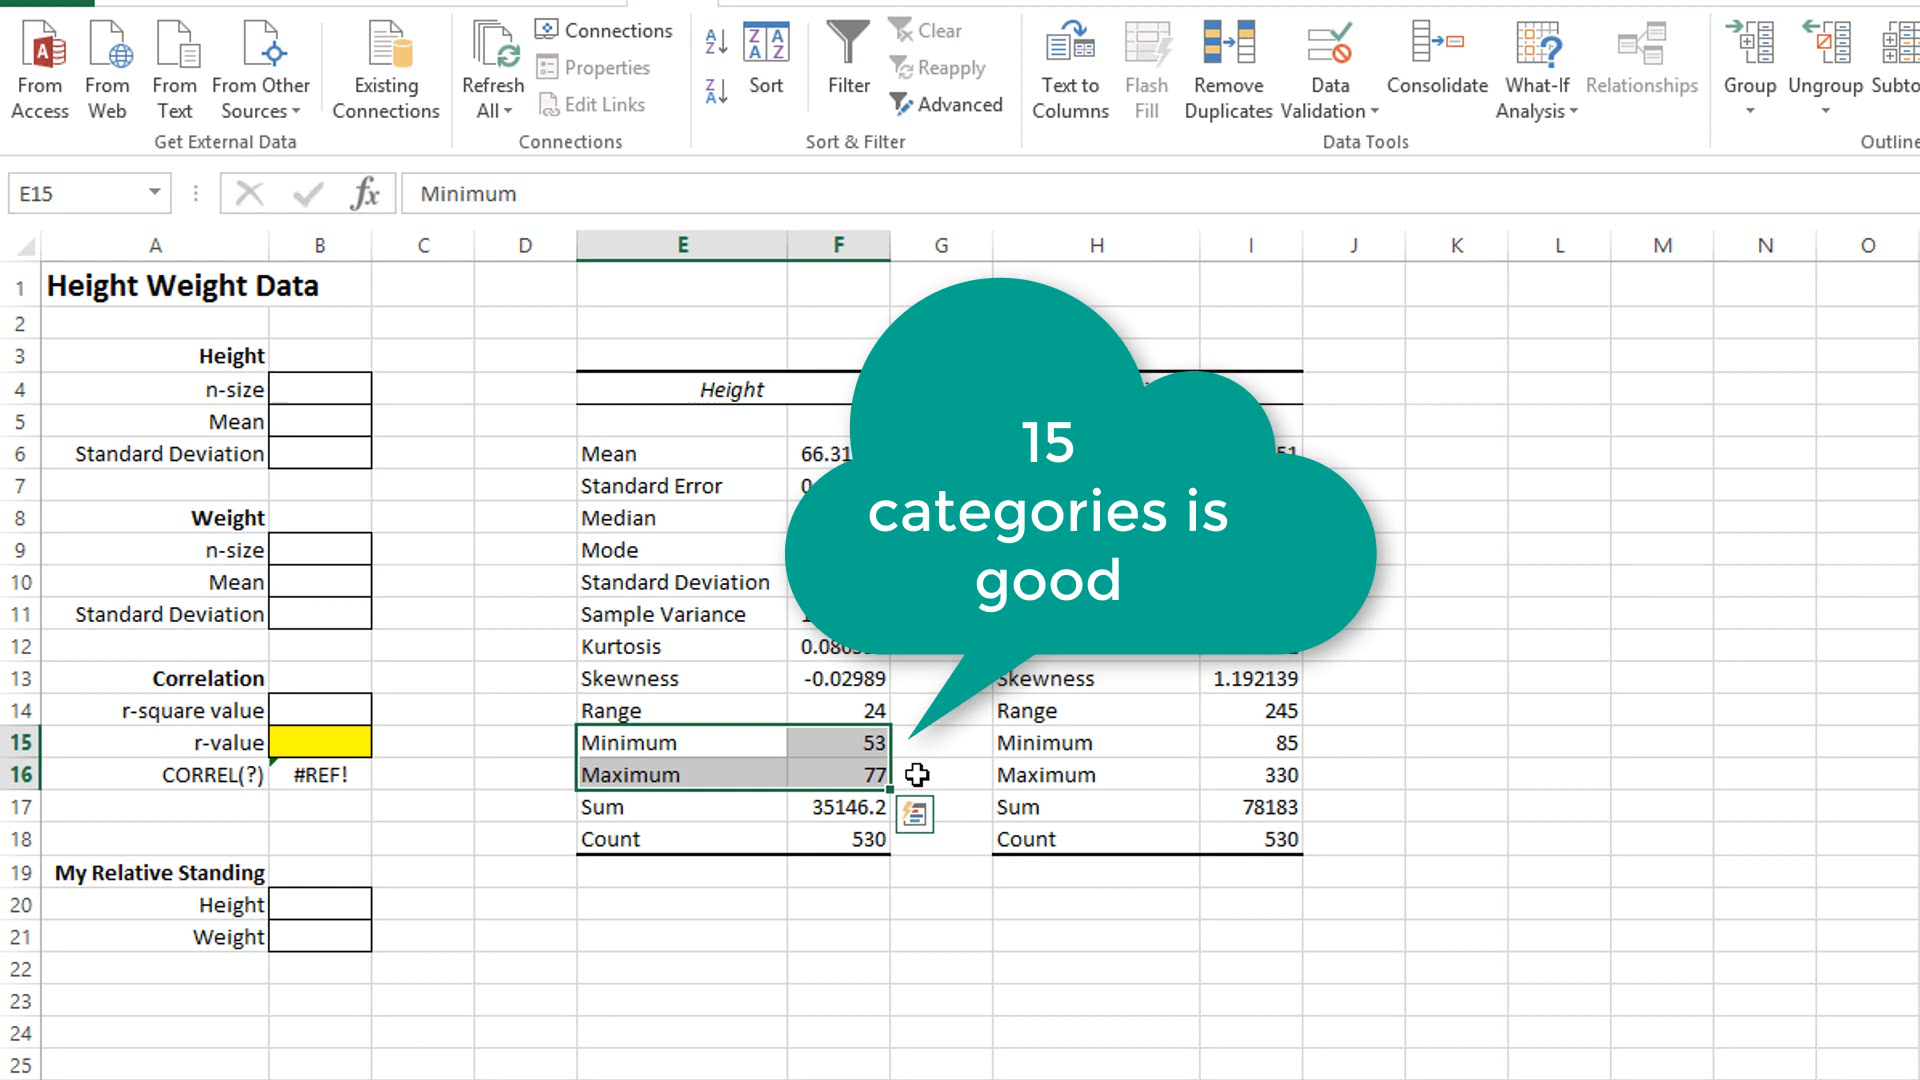 From Access
From Web
From Text
From Other Sources
Get External Data
Existing Connections
Refresh All
Connections
Properties
Edit Links
Connections
Sort
Filter
Clear
Reapply
Advanced
Sort & Filter
Text to Columns
Flash Fill
Remove Duplicates
Data Validation
Consolidate
What-If Analysis
Relationships
Data Tools
Group
Ungroup
Subto
Outline
E15
fx
Minimum
A B C D E F G H I J K L M N O
1 Height Weight Data
2
3 Height
4 n-size Height
5 Mean
6 Standard Deviation Mean 66.31
7 Standard Error
8 Weight Median
9 n-size Mode
10 Mean Standard Deviation
11 Standard Deviation Sample Variance
12 Kurtosis
13 Correlation Skewness -0.02989 Skewness 1.192139
14 r-square value Range 24 Range 245
15 r-value Minimum 53 Minimum 85
16 CORREL(?) #REF! Maximum 77 Maximum 330
17 Sum 35146.2 Sum 78183
18 Count 530 Count 530
19 My Relative Standing
20 Height
21 Weight
22
23
24
25
15
categories is
good